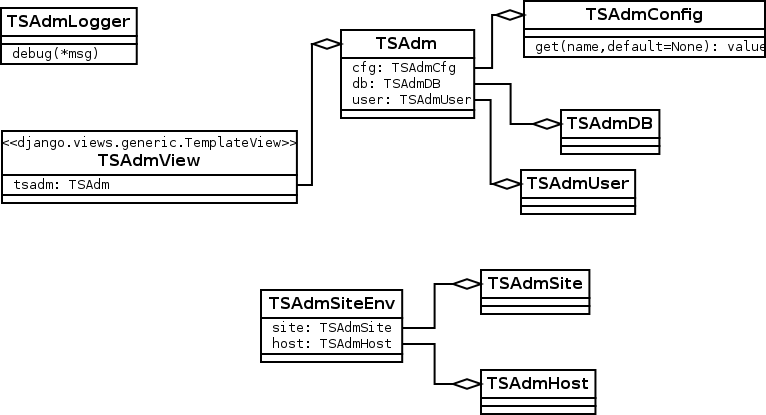 TSAdmLogger
debug(*msg)
TSAdm
cfg: TSAdmCfg
db: TSAdmDB
user: TSAdmUser
TSAdmConfig
get(name,default=None): value
TSAdmDB
<<django.views.generic.TemplateView>>
TSAdmView
tsadm: TSAdm
TSAdmUser
TSAdmSiteEnv
site: TSAdmSite
host: TSAdmHost
TSAdmSite
TSAdmHost